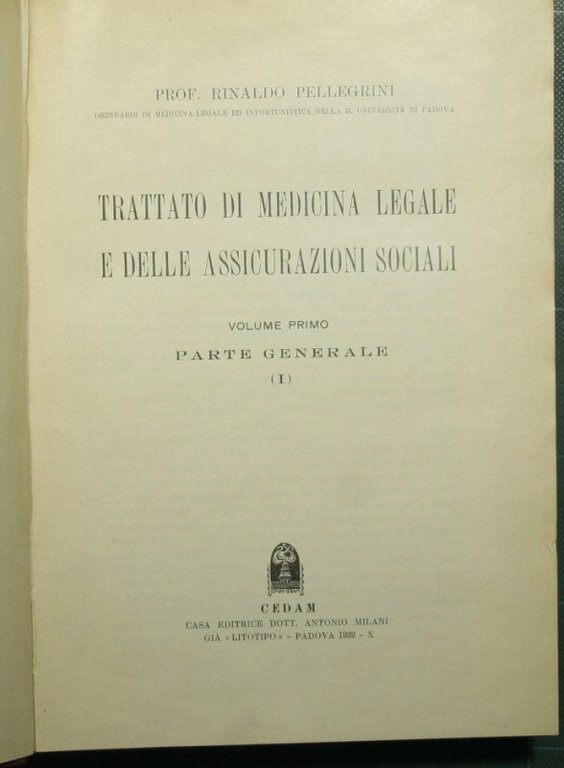 PROF. RINALDO PELLEGRINI
ORDINARIO DI MEDICINA LEGALE ED INFORTUNISTICA NELLA R. UNIVERSITÀ DI PADOVA
TRATTATO DI MEDICINA LEGALE
E DELLE ASSICURAZIONI SOCIALI
VOLUME PRIMO
PARTE GENERALE
(I)
CEDAM
CASA EDITRICE DOTT. ANTONIO MILANI
GIÀ «LITOTIPO» - PADOVA 1932 - X